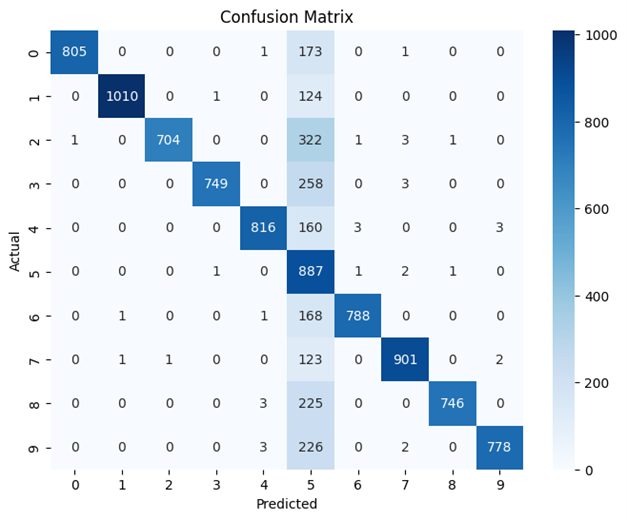 Confusion Matrix
0 805 0 0 0 1 173 0 1 0 0
1 0 1010 0 1 0 124 0 0 0 0
2 1 0 704 0 0 322 1 3 1 0
3 0 0 0 749 0 258 0 3 0 0
4 0 0 0 0 816 160 3 0 0 3
5 0 0 0 1 0 887 1 2 1 0
6 0 1 0 0 1 168 788 0 0 0
7 0 1 1 0 0 123 0 901 0 2
8 0 0 0 0 3 225 0 0 746 0
9 0 0 0 0 3 226 0 2 0 778
0 1 2 3 4 5 6 7 8 9
Predicted
Actual
1000
800
600
400
200
0